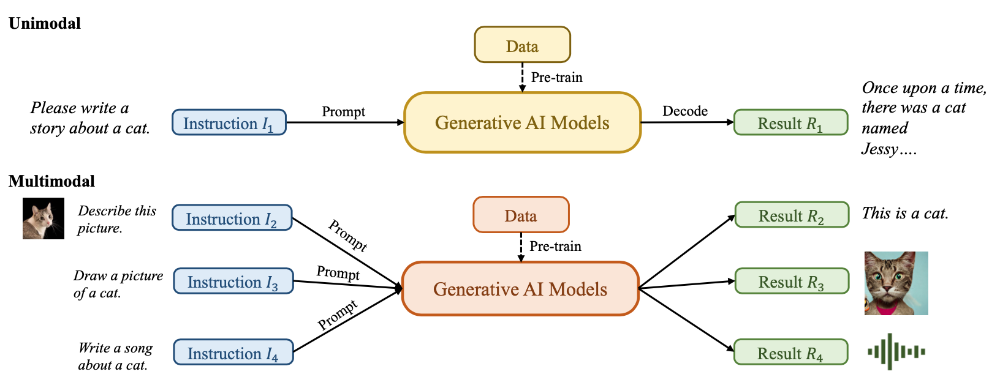 Unimodal
Data
Pre-train
Please write a
story about a cat.
Instruction I₁
Prompt
Generative AI Models
Decode
Result R₁
Once upon a time,
there was a cat
named
Jessy….
Multimodal
Describe this
picture.
Instruction I₂
Prompt
Data
Pre-train
Result R₂
This is a cat.
Draw a picture
of a cat.
Instruction I₃
Prompt
Generative AI Models
Result R₃
Write a song
about a cat.
Instruction I₄
Prompt
Result R₄